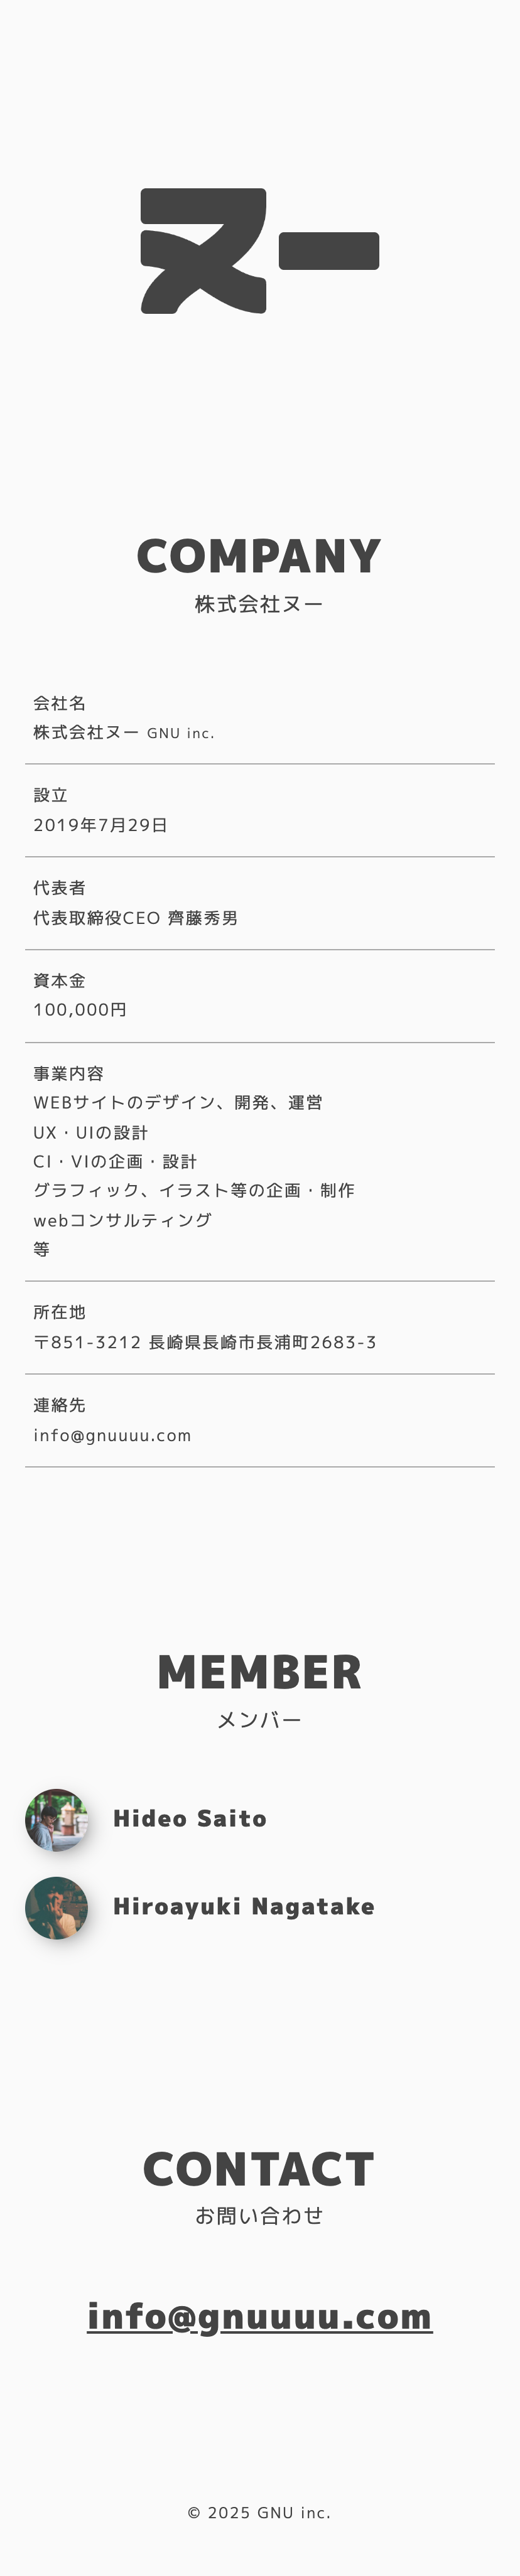 ヌー
COMPANY
株式会社ヌー
会社名
株式会社ヌー GNU inc.
設立
2019年7月29日
代表者
代表取締役CEO 齊藤秀男
資本金
100,000円
事業内容
WEBサイトのデザイン、開発、運営
UX・UIの設計
CI・VIの企画・設計
グラフィック、イラスト等の企画・制作
webコンサルティング
等
所在地
〒851-3212 長崎県長崎市長浦町2683-3
連絡先
info@gnuuuu.com
MEMBER
メンバー
Hideo Saito
Hiroayuki Nagatake
CONTACT
お問い合わせ
info@gnuuuu.com
© 2025 GNU inc.